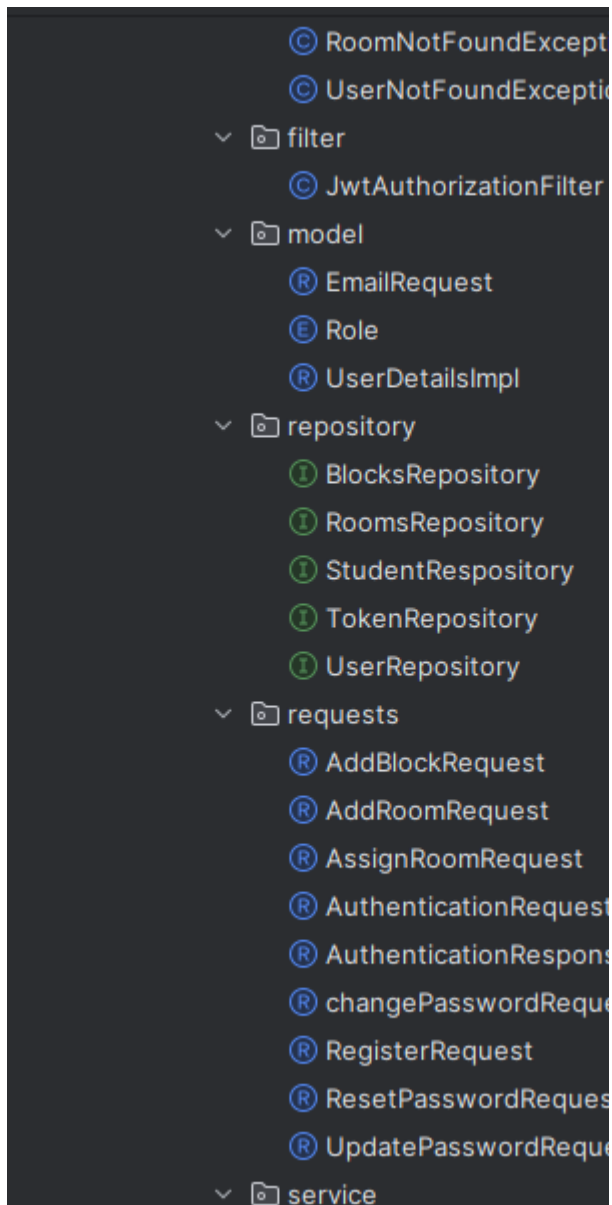 RoomNotFoundExcept
UserNotFoundExceptio
filter
JwtAuthorizationFilter
model
EmailRequest
Role
UserDetailsImpl
repository
BlocksRepository
RoomsRepository
StudentRespository
TokenRepository
UserRepository
requests
AddBlockRequest
AddRoomRequest
AssignRoomRequest
AuthenticationRequest
AuthenticationRespons
changePasswordReque
RegisterRequest
ResetPasswordReques
UpdatePasswordReque
service